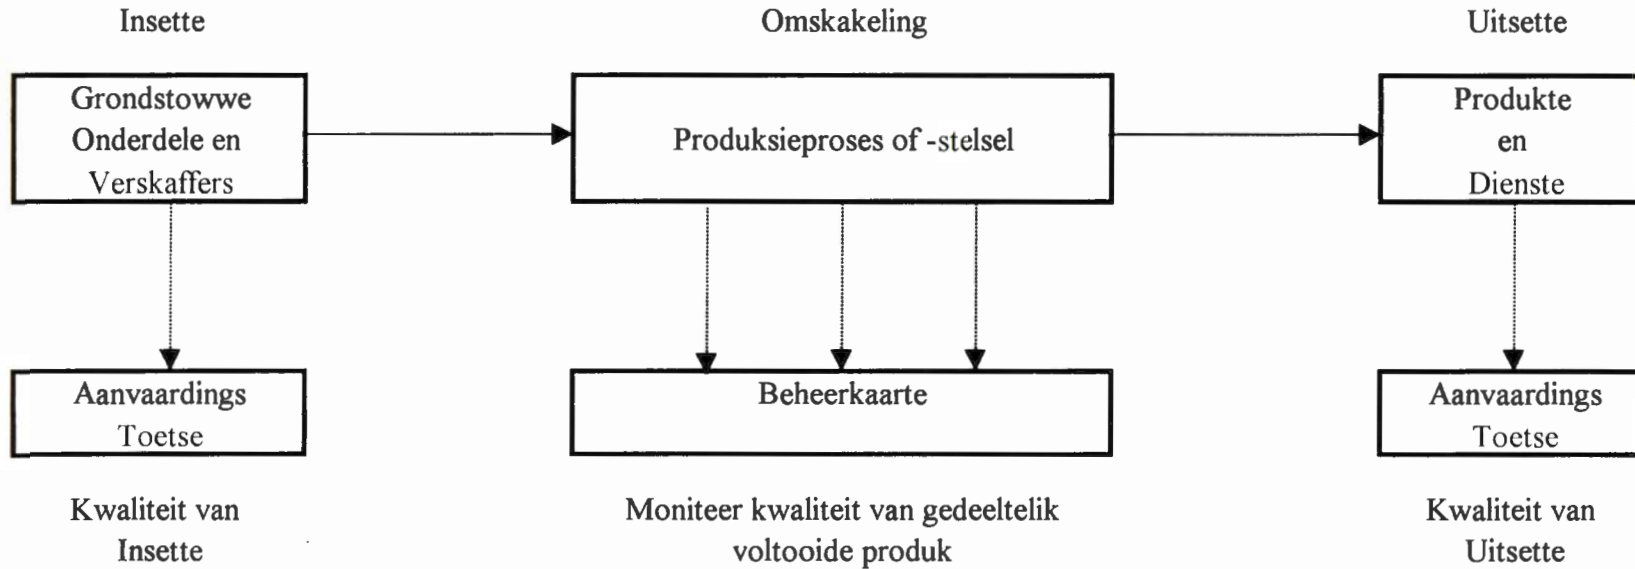 Insette
Omskakeling
Uitsette
Grondstowwe
Onderdele en
Verskaffers
Produksieproses of -stelsel
Produkte
en
Dienste
Aanvaardings
Toetse
Beheerkaarte
Aanvaardings
Toetse
Kwaliteit van
Insette
Moniteer kwaliteit van gedeeltelik
voltooide produk
Kwaliteit van
Uitsette